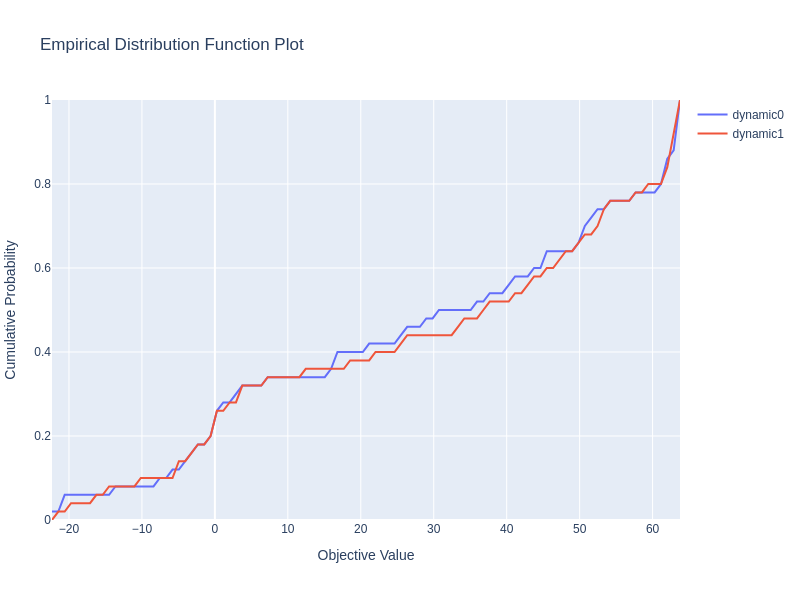 Empirical Distribution Function Plot
dynamic0
dynamic1
Cumulative Probability
1
0.8
0.6
0.4
0.2
0
−20 −10 0 10 20 30 40 50 60
Objective Value